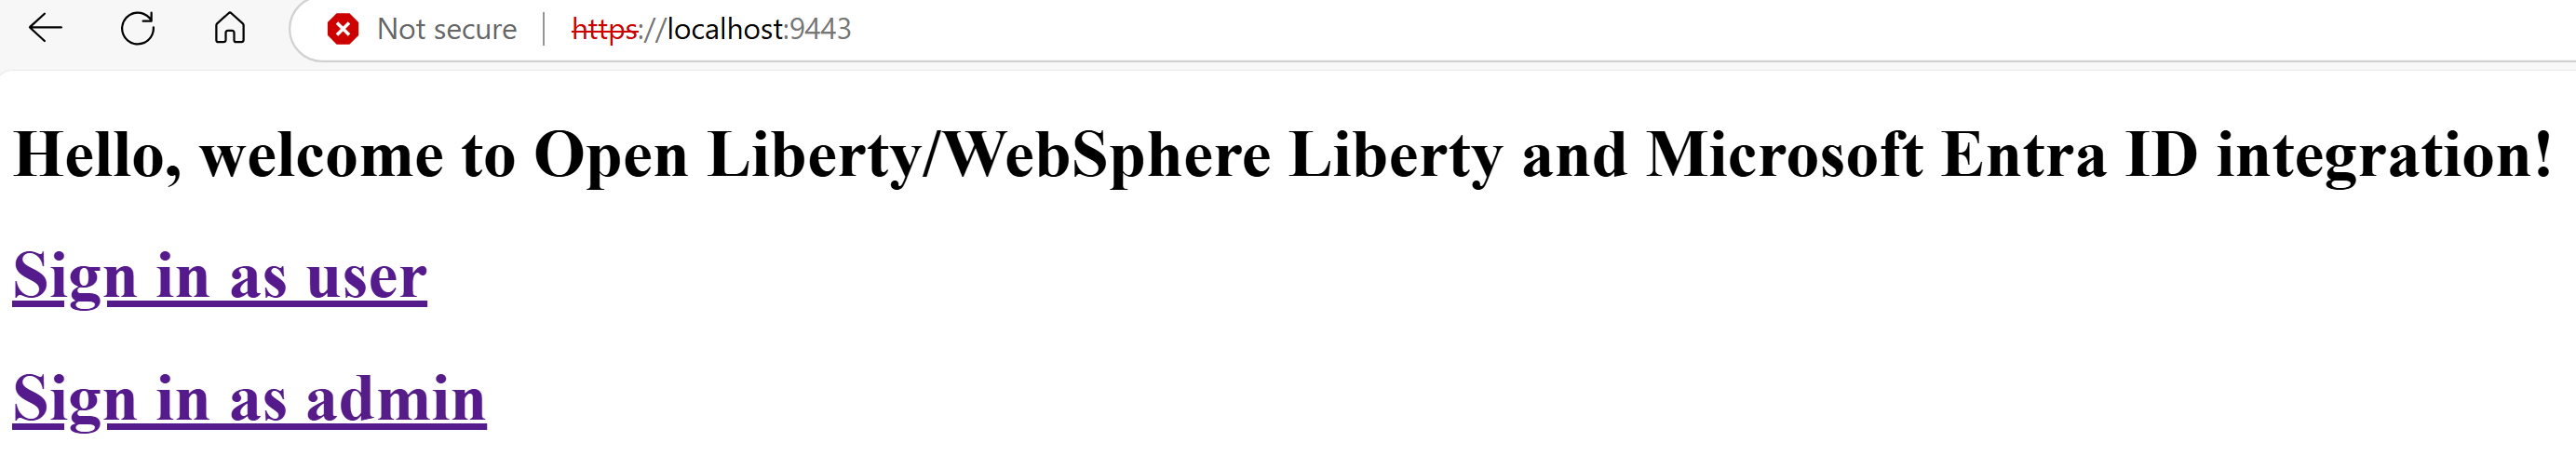 Not secure https://localhost:9443
Hello, welcome to Open Liberty/WebSphere Liberty and Microsoft Entra ID integration!
Sign in as user
Sign in as admin